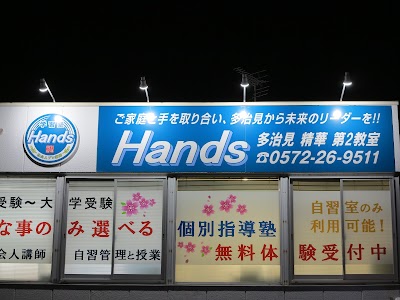 学習塾
Hands
ご家庭と手を取り合い、多治見から未来のリーダーを!!
Hands
多治見 精華 第2教室
☎0572-26-9511
受験～大
学受験
な事の
み選べる
会人講師
自習管理と授業
個別指導塾
無料体
自習室のみ
利用可能!
験受付中